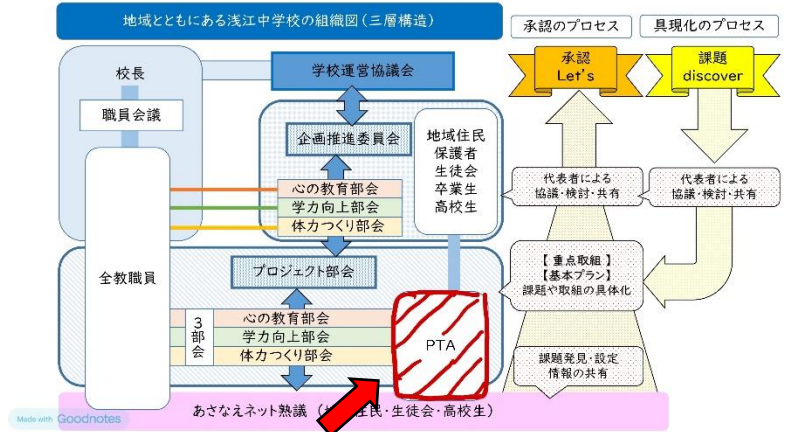 地域とともにある浅江中学校の組織図(三層構造)
承認のプロセス
具現化のプロセス
校長
職員会議
全教職員
学校運営協議会
企画推進委員会
心の教育部会
学力向上部会
体力つくり部会
地域住民
保護者
生徒会
卒業生
高校生
プロジェクト部会
3部会
心の教育部会
学力向上部会
体力つくり部会
PTA
あさなえネット熟議(
住民・生徒会・高校生)
承認
Let's
課題
discover
代表者による
協議・検討・共有
代表者による
協議・検討・共有
【 重点取組 】
【基本プラン】
課題や取組の具体化
課題発見・設定
情報の共有
Made with Goodnotes